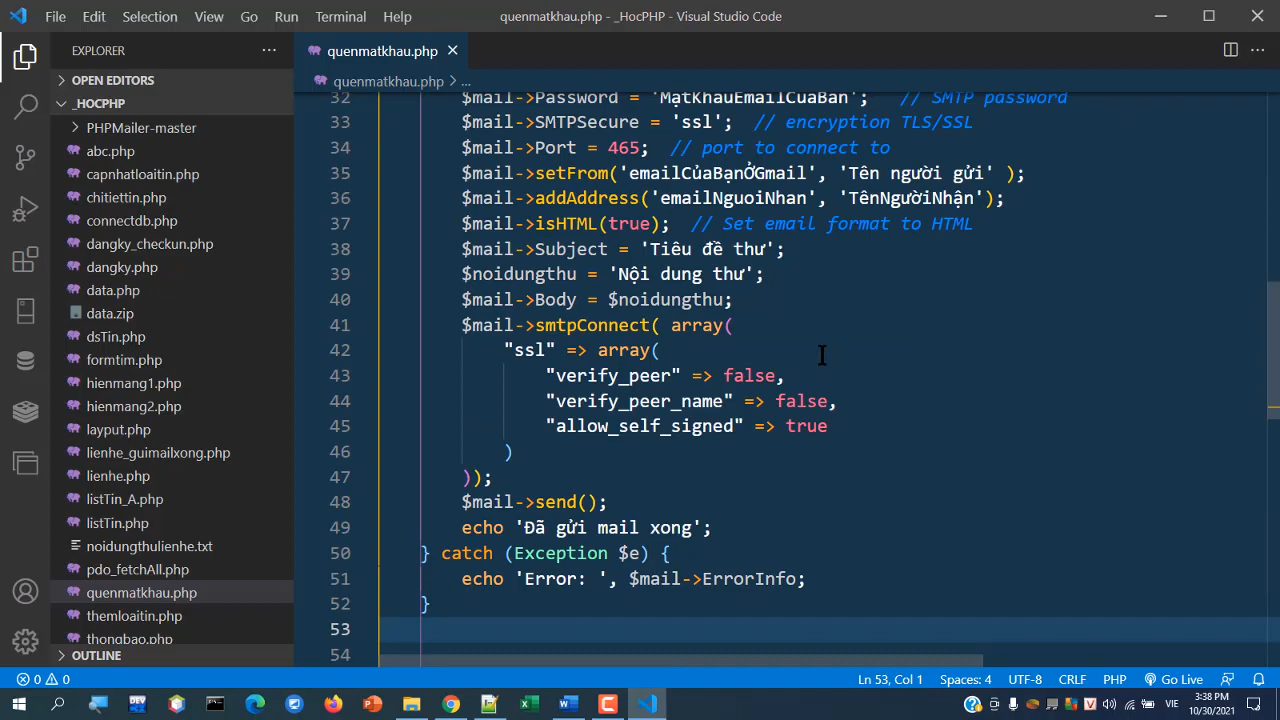 File Edit Selection View Go Run Terminal Help
quenmatkhau.php - _HocPHP - Visual Studio Code
EXPLORER
OPEN EDITORS
_HOCPHP
PHPMailer-master
abc.php
capnhatloaitin.php
chitiettin.php
connectdb.php
dangky_checkun.php
dangky.php
data.php
data.zip
dsTin.php
formtim.php
hienmang1.php
hienmang2.php
layput.php
lienhe_guimailxong.php
lienhe.php
listTin_A.php
listTin.php
noidungthulienhe.txt
pdo_fetchAll.php
quenmatkhau.php
themloaitin.php
thongbao.php
OUTLINE
quenmatkhau.php
quenmatkhau.php > ...
32 $mail->Password = 'MạtKhauEmailCuaBan'; // SMTP password
33 $mail->SMTPSecure = 'ssl'; // encryption TLS/SSL
34 $mail->Port = 465; // port to connect to
35 $mail->setFrom('emailCủaBạnỞGmail', 'Tên người gửi' );
36 $mail->addAddress('emailNguoiNhan', 'TênNgườiNhận');
37 $mail->isHTML(true); // Set email format to HTML
38 $mail->Subject = 'Tiêu đề thư';
39 $noidungthu = 'Nội dung thư';
40 $mail->Body = $noidungthu;
41 $mail->smtpConnect( array(
42 "ssl" => array(
43 "verify_peer" => false,
44 "verify_peer_name" => false,
45 "allow_self_signed" => true
46 )
47 ));
48 $mail->send();
49 echo 'Đã gửi mail xong';
50 } catch (Exception $e) {
51 echo 'Error: ', $mail->ErrorInfo;
52 }
53
54
0 0
Ln 53, Col 1 Spaces: 4 UTF-8 CRLF PHP Go Live
VIE
3:38 PM
10/30/2021